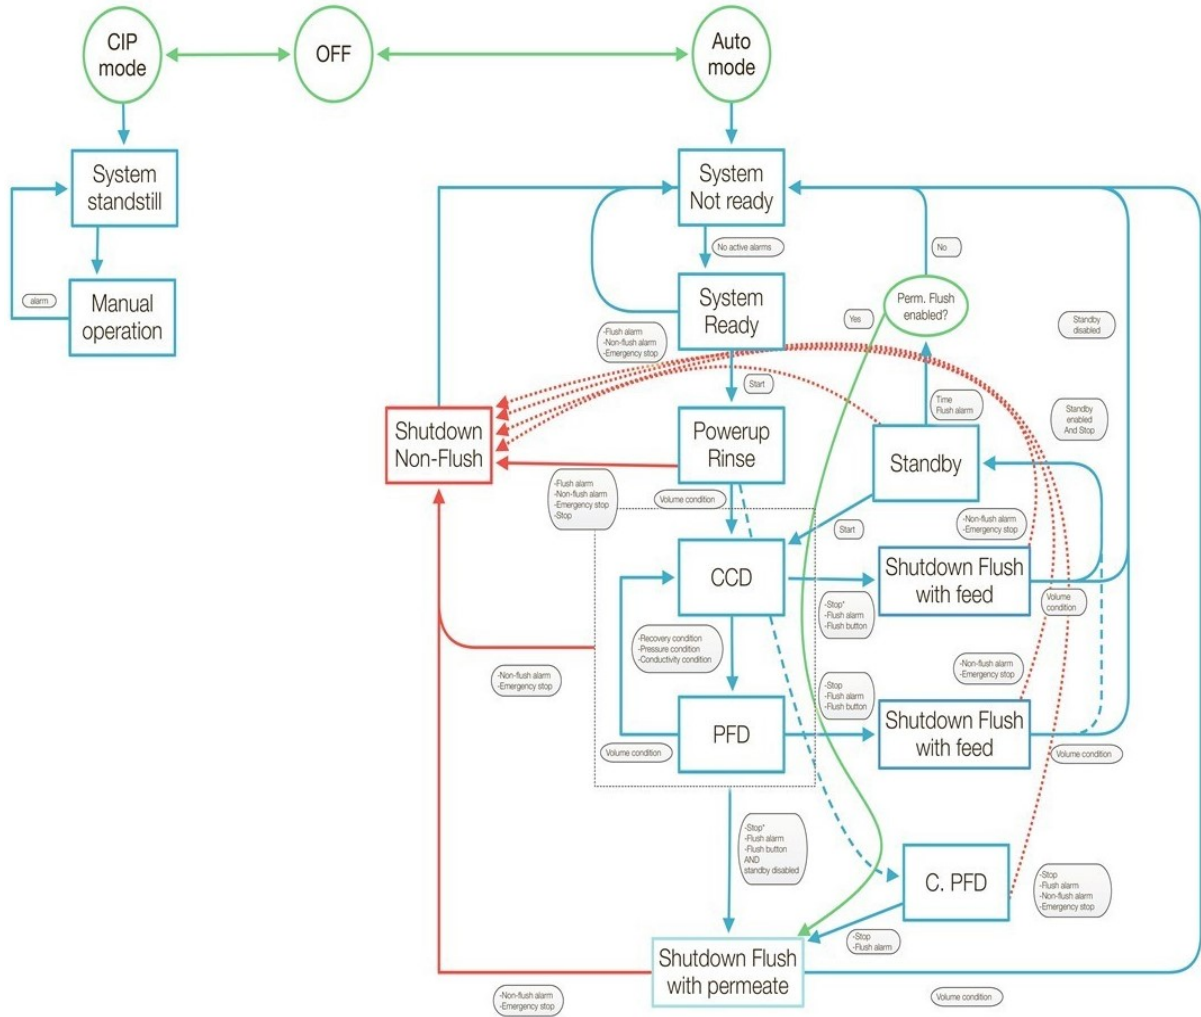 CIP
mode
OFF
Auto
mode
System
standstill
System
Not ready
No active alarms
No
alarm
Manual
operation
System
Ready
Perm. Flush
enabled?
Yes
Standby
disabled
-Flush alarm
-Non-flush alarm
-Emergency stop
Start
Time
Flush alarm
Standby
enabled
And Stop
Shutdown
Non-Flush
Powerup
Rinse
Standby
-Flush alarm
-Non-flush alarm
-Emergency stop
-Stop
Volume condition
Start
-Non-flush alarm
-Emergency stop
CCD
Shutdown Flush
with feed
-Stop*
-Flush alarm
-Flush button
Volume
condition
-Recovery condition
-Pressure condition
-Conductivity condition
-Non-flush alarm
-Emergency stop
-Non-flush alarm
-Emergency stop
-Stop
-Flush alarm
-Flush button
PFD
Shutdown Flush
with feed
Volume condition
Volume condition
-Stop*
-Flush alarm
-Flush button
AND
standby disabled
C. PFD
-Stop
-Flush alarm
-Non-flush alarm
-Emergency stop
-Stop
-Flush alarm
Shutdown Flush
with permeate
-Non-flush alarm
-Emergency stop
Volume condition